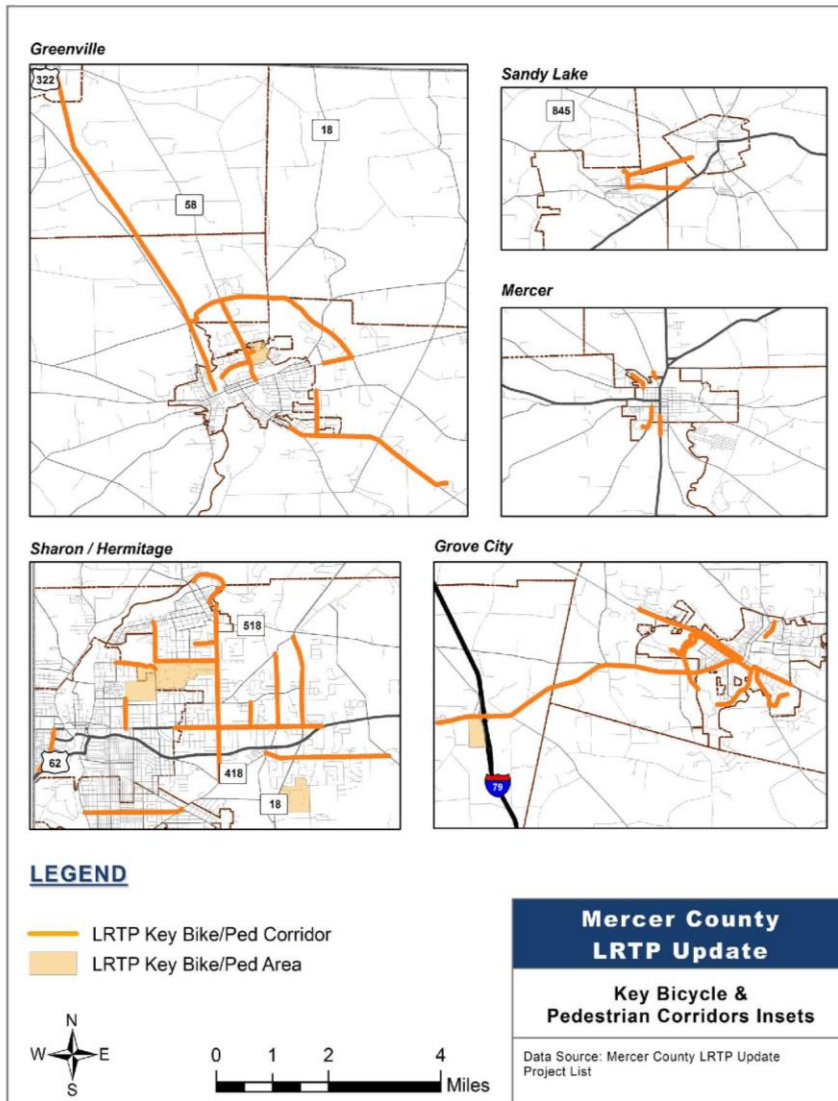 Greenville
322
18
58
Sandy Lake
845
Mercer
Sharon / Hermitage
518
62
418
18
Grove City
79
LEGEND
LRTP Key Bike/Ped Corridor
LRTP Key Bike/Ped Area
N
W E
S
0 1 2 4
Miles
Mercer County
LRTP Update
Key Bicycle &
Pedestrian Corridors Insets
Data Source: Mercer County LRTP Update
Project List